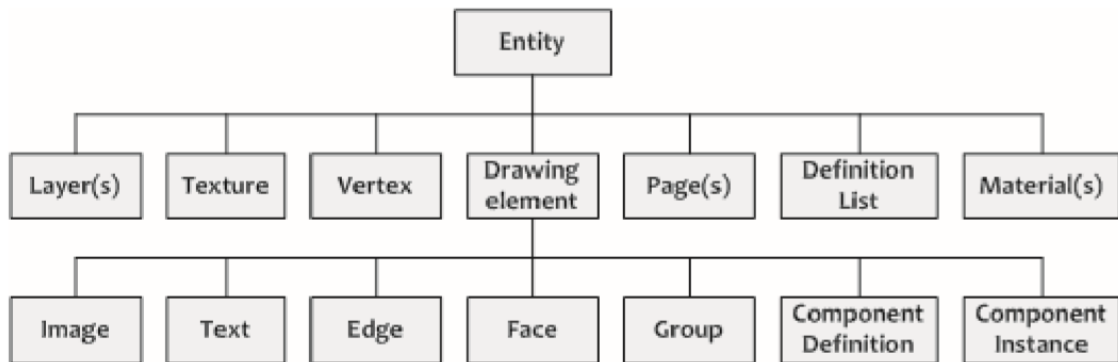 Entity
Layer(s)
Texture
Vertex
Drawing
element
Page(s)
Definition
List
Material(s)
Image
Text
Edge
Face
Group
Component
Definition
Component
Instance